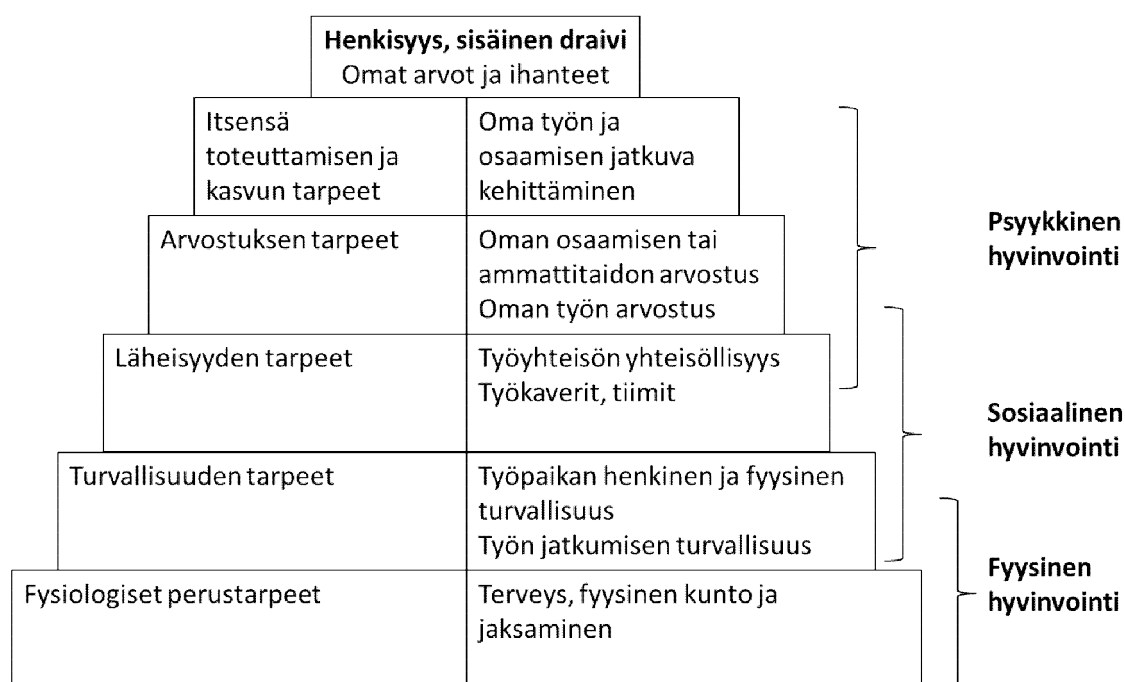 Henkisyys, sisäinen draivi
Omat arvot ja ihanteet
Itsensä
toteuttamisen ja
kasvun tarpeet
Oma työn ja
osaamisen jatkuva
kehittäminen
Arvostuksen tarpeet
Oman osaamisen tai
ammattitaidon arvostus
Oman työn arvostus
Läheisyyden tarpeet
Työyhteisön yhteisöllisyys
Työkaverit, tiimit
Turvallisuuden tarpeet
Työpaikan henkinen ja fyysinen
turvallisuus
Työn jatkumisen turvallisuus
Fysiologiset perustarpeet
Terveys, fyysinen kunto ja
jaksaminen
Psyykkinen
hyvinvointi
Sosiaalinen
hyvinvointi
Fyysinen
hyvinvointi